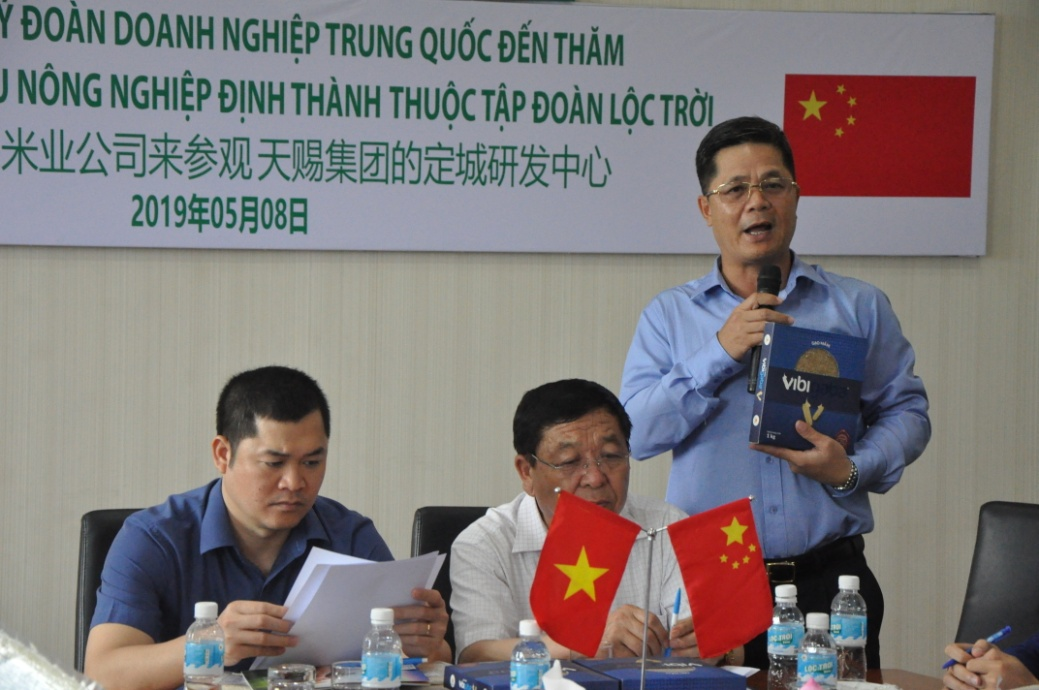 Ý ĐOÀN DOANH NGHIỆP TRUNG QUỐC ĐẾN THĂM
U NÔNG NGHIỆP ĐỊNH THÀNH THUỘC TẬP ĐOÀN LỘC TRỜI
米业公司来参观 天赐集团的定城研发中心
2019年05月08日
VIBI
5 kg
LOC-TROI